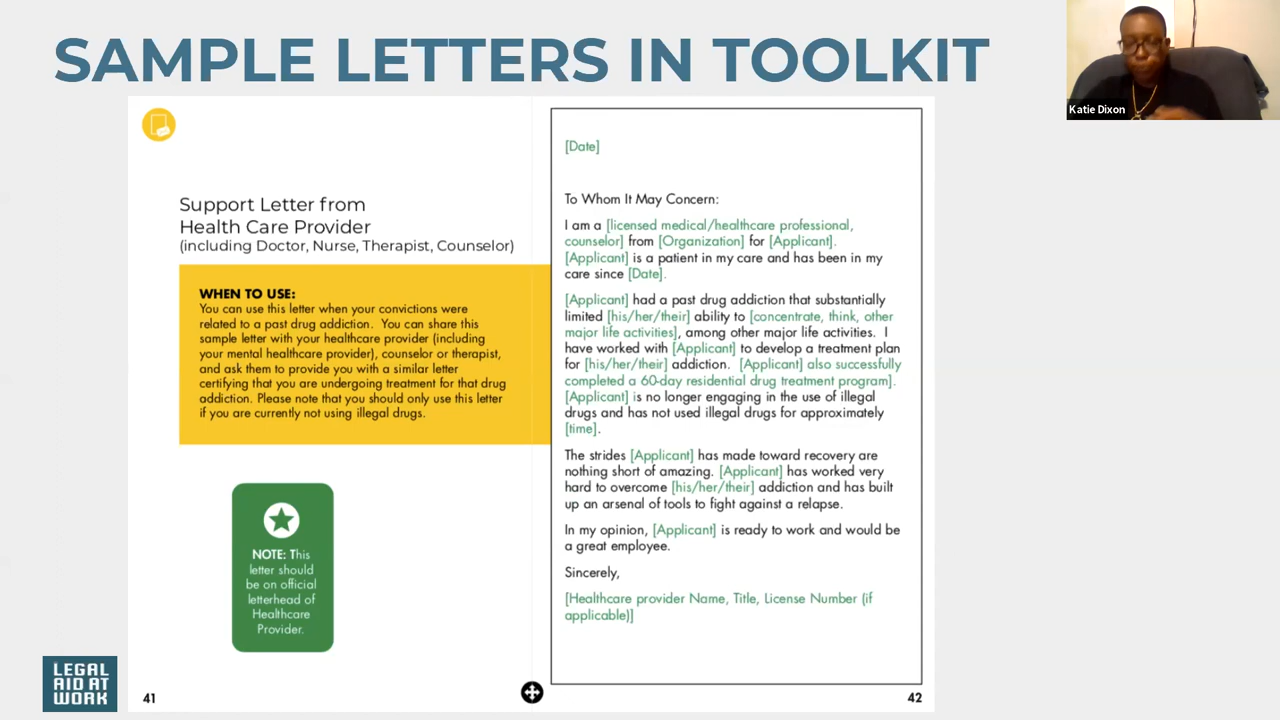 SAMPLE LETTERS IN TOOLKIT
Katie Dixon
Support Letter from
Health Care Provider
(including Doctor, Nurse, Therapist, Counselor)
WHEN TO USE:
You can use this letter when your convictions were
related to a past drug addiction. You can share this
sample letter with your healthcare provider (including
your mental healthcare provider), counselor or therapist,
and ask them to provide you with a similar letter
certifying that you are undergoing treatment for that drug
addiction. Please note that you should only use this letter
if you are currently not using illegal drugs.
NOTE: This
letter should
be on official
letterhead of
Healthcare
Provider.
LEGAL
AID AT
WORK
41
[Date]
To Whom It May Concern:
I am a [licensed medical/healthcare professional,
counselor] from [Organization] for [Applicant].
[Applicant] is a patient in my care and has been in my
care since [Date].
[Applicant] had a past drug addiction that substantially
limited [his/her/their] ability to [concentrate, think, other
major life activities], among other major life activities. I
have worked with [Applicant] to develop a treatment plan
for [his/her/their] addiction. [Applicant] also successfully
completed a 60-day residential drug treatment program].
[Applicant] is no longer engaging in the use of illegal
drugs and has not used illegal drugs for approximately
[time].
The strides [Applicant] has made toward recovery are
nothing short of amazing. [Applicant] has worked very
hard to overcome [his/her/their] addiction and has built
up an arsenal of tools to fight against a relapse.
In my opinion, [Applicant] is ready to work and would be
a great employee.
Sincerely,
[Healthcare provider Name, Title, License Number (if
applicable)]
42